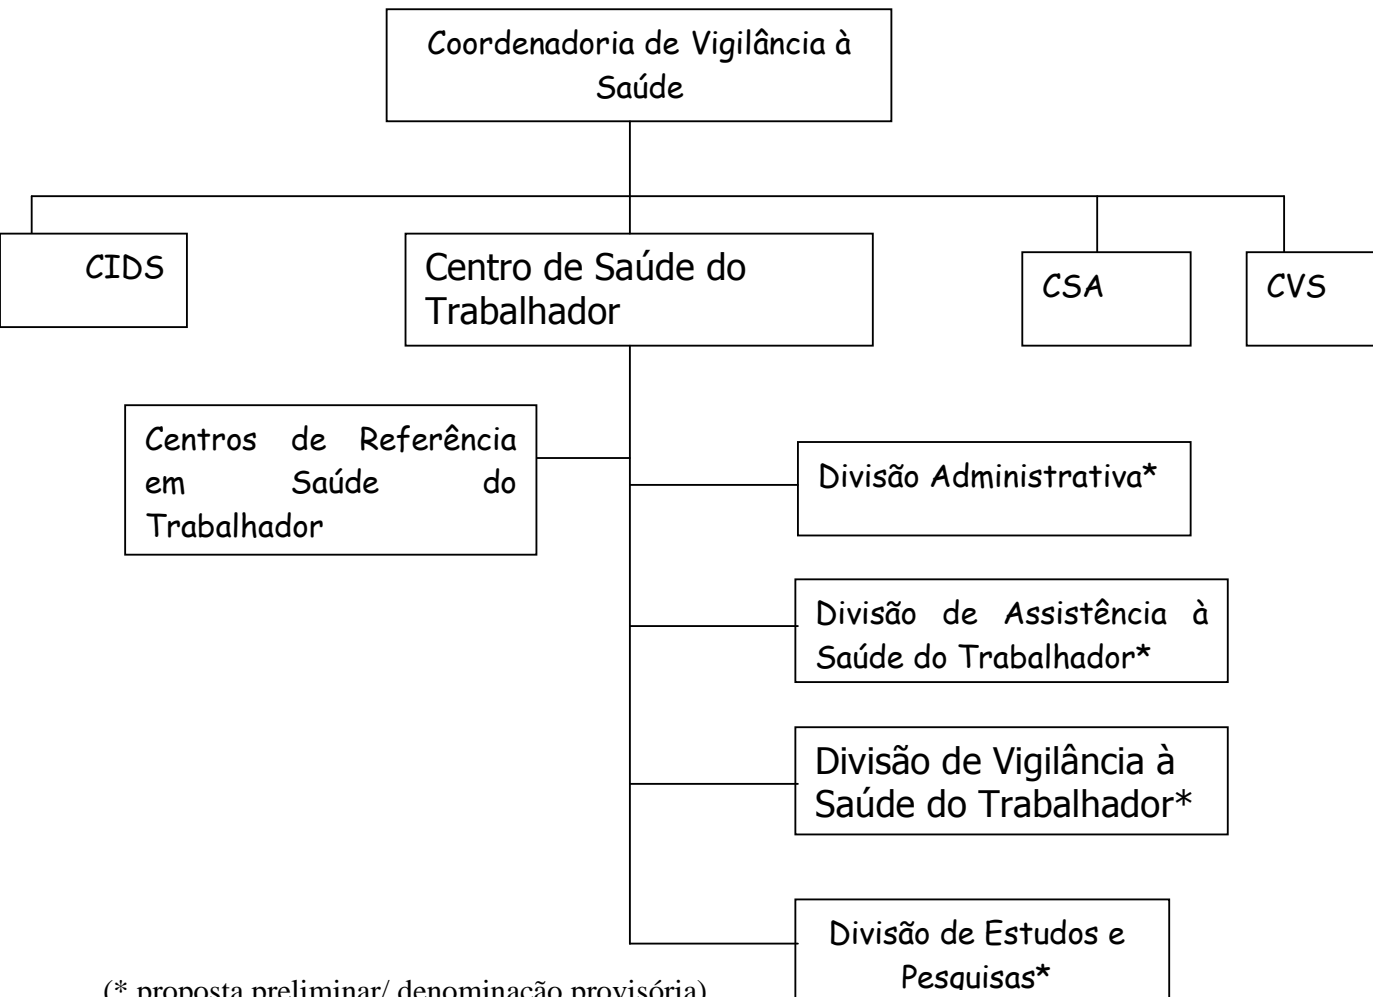 Coordenadoria de Vigilância à
Saúde
CIDS
Centro de Saúde do
Trabalhador
CSA
CVS
Centros de Referência
em Saúde do
Trabalhador
Divisão Administrativa*
Divisão de Assistência à
Saúde do Trabalhador*
Divisão de Vigilância à
Saúde do Trabalhador*
Divisão de Estudos e
Pesquisas*
(* proposta preliminar/ denominação provisória)